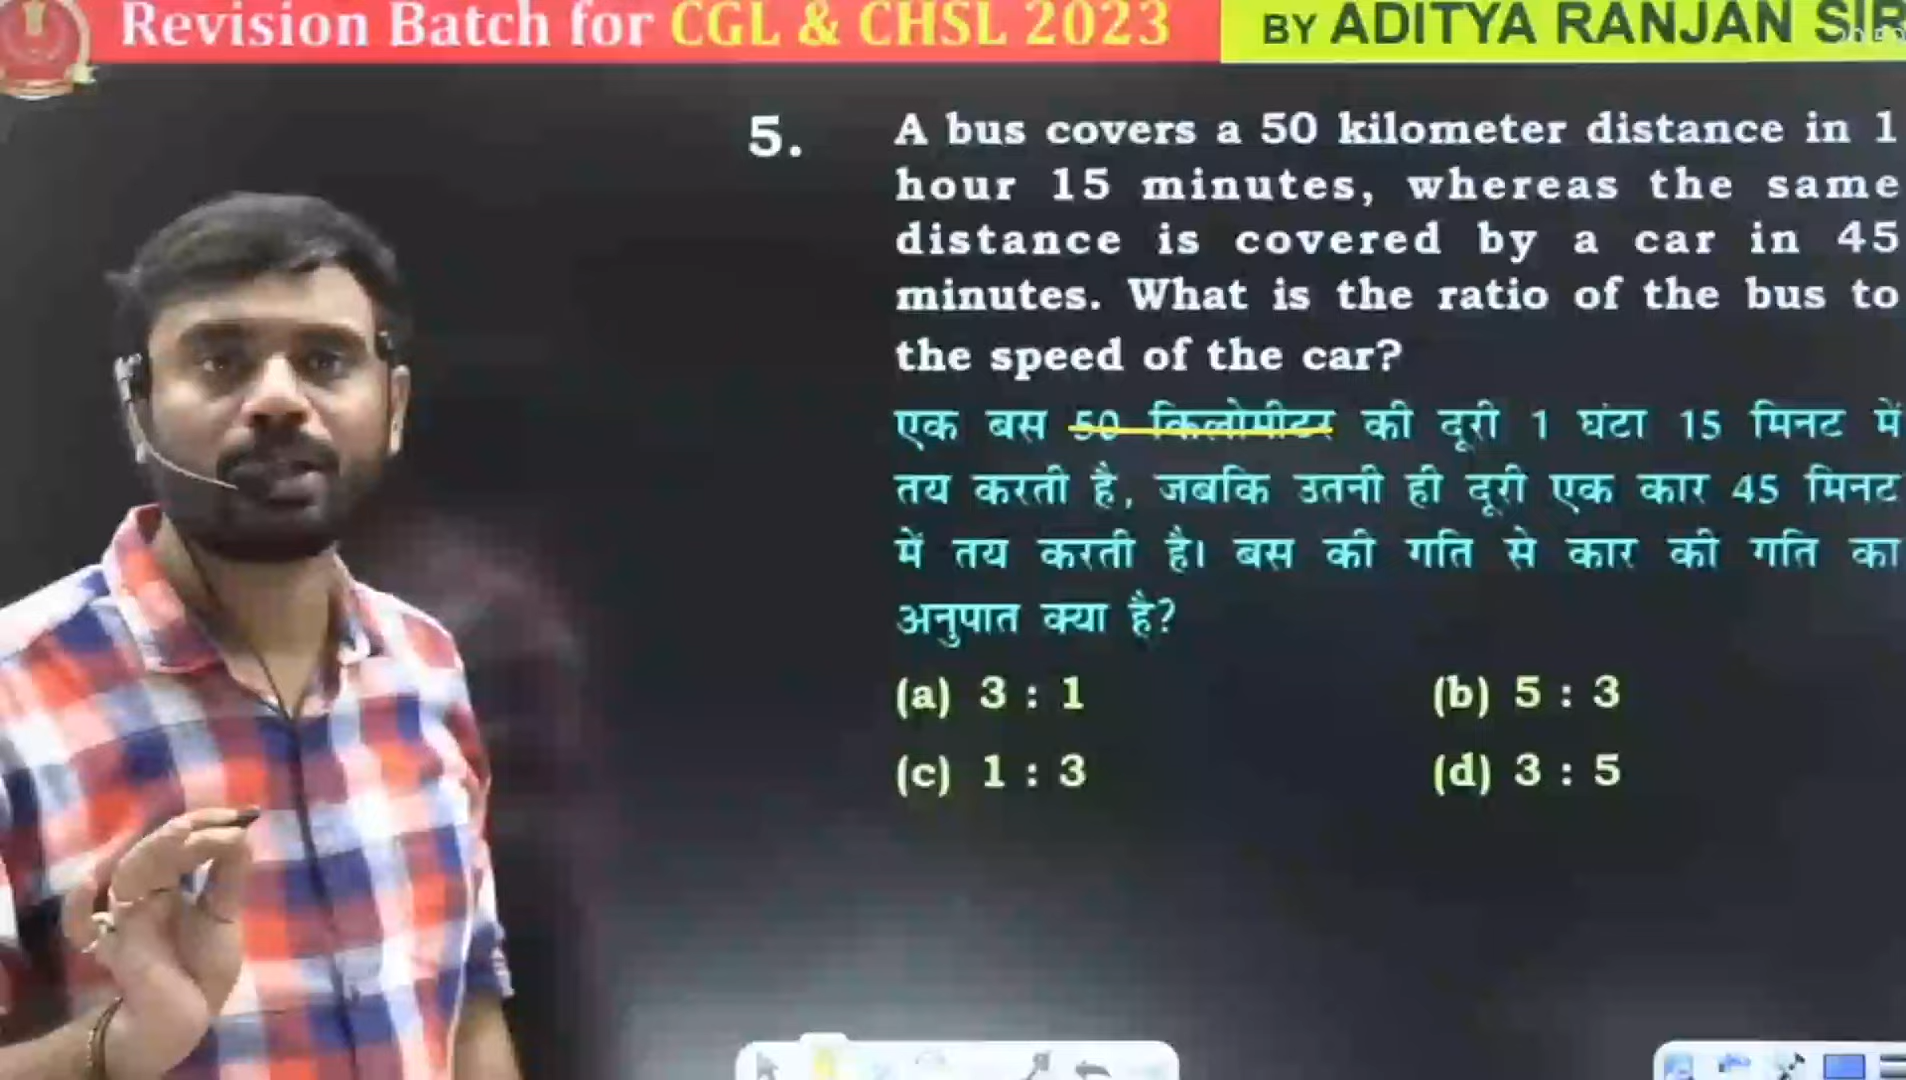 Revision Batch for CGL & CHSL 2023
BY ADITYA RANJAN SIR
5.
A bus covers a 50 kilometer distance in 1
hour 15 minutes, whereas the same
distance is covered by a car in 45
minutes. What is the ratio of the bus to
the speed of the car?
एक बस 50 किलोमीटर की दूरी 1 घंटा 15 मिनट में
तय करती है, जबकि उतनी ही दूरी एक कार 45 मिनट
में तय करती है। बस की गति से कार की गति का
अनुपात क्या है?
(a) 3 : 1
(b) 5 : 3
(c) 1 : 3
(d) 3 : 5